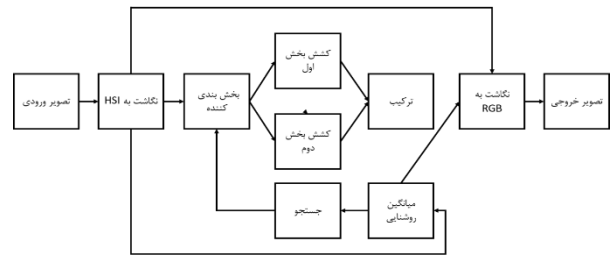 کشش بخش
اول
تصویر ورودی
نگاشت به HSI
بخش بندی
کننده
ترکیب
نگاشت به
RGB
تصویر خروجی
کشش بخش
دوم
جستجو
میانگین
روشنایی